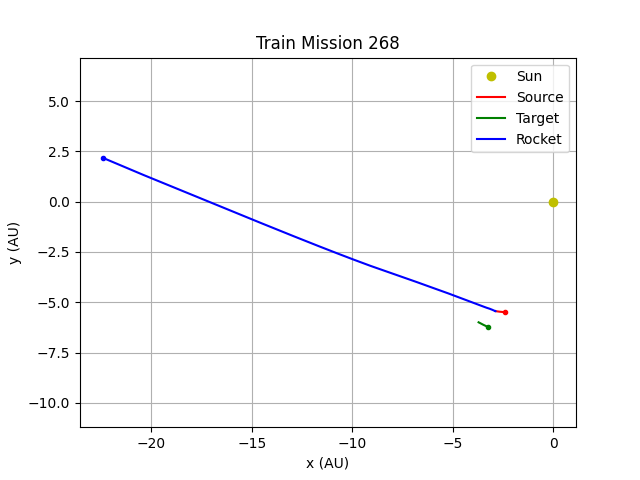 Train Mission 268
Sun
Source
Target
Rocket
5.0
2.5
0.0
−2.5
−5.0
−7.5
−10.0
y (AU)
−20
−15
−10
−5
0
x (AU)